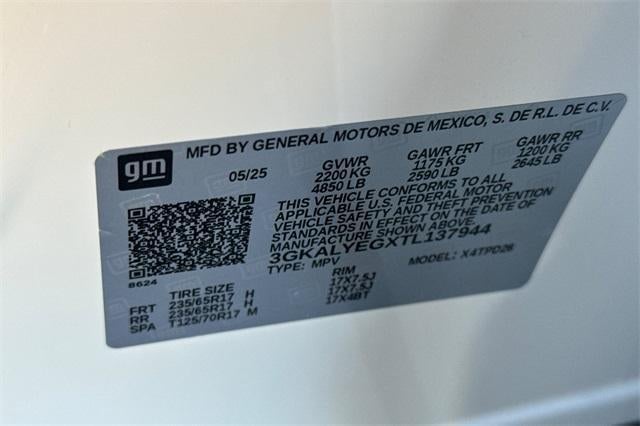 gm
MFD BY GENERAL MOTORS DE MEXICO, S. DE R.L. DE C.V.
05/25 GVWR GAWR FRT GAWR RR
2200 KG 1175 KG 1200 KG
4850 LB 2590 LB 2645 LB
THIS VEHICLE CONFORMS TO ALL
APPLICABLE U.S. FEDERAL MOTOR
VEHICLE SAFETY AND THEFT PREVENTION
STANDARDS IN EFFECT ON THE DATE OF
MANUFACTURE SHOWN ABOVE.
3GKALYEGXTL137944
TYPE: MPV MODEL: X4TPD26
8624
TIRE SIZE RIM
FRT 235/65R17 H 17X7.5J
RR 235/65R17 H 17X7.5J
SPA T125/70R17 M 17X4BT